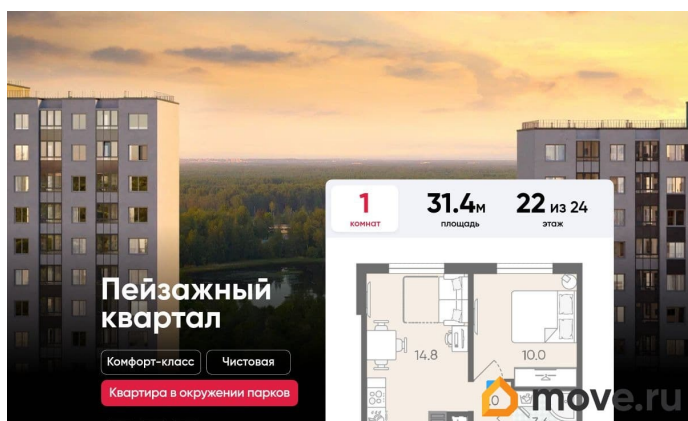 1
комнат
31.4м
площадь
22 из 24
этаж
Пейзажный
квартал
Комфорт-класс
Чистовая
Квартира в окружении парков
14.8
10.0
move.ru